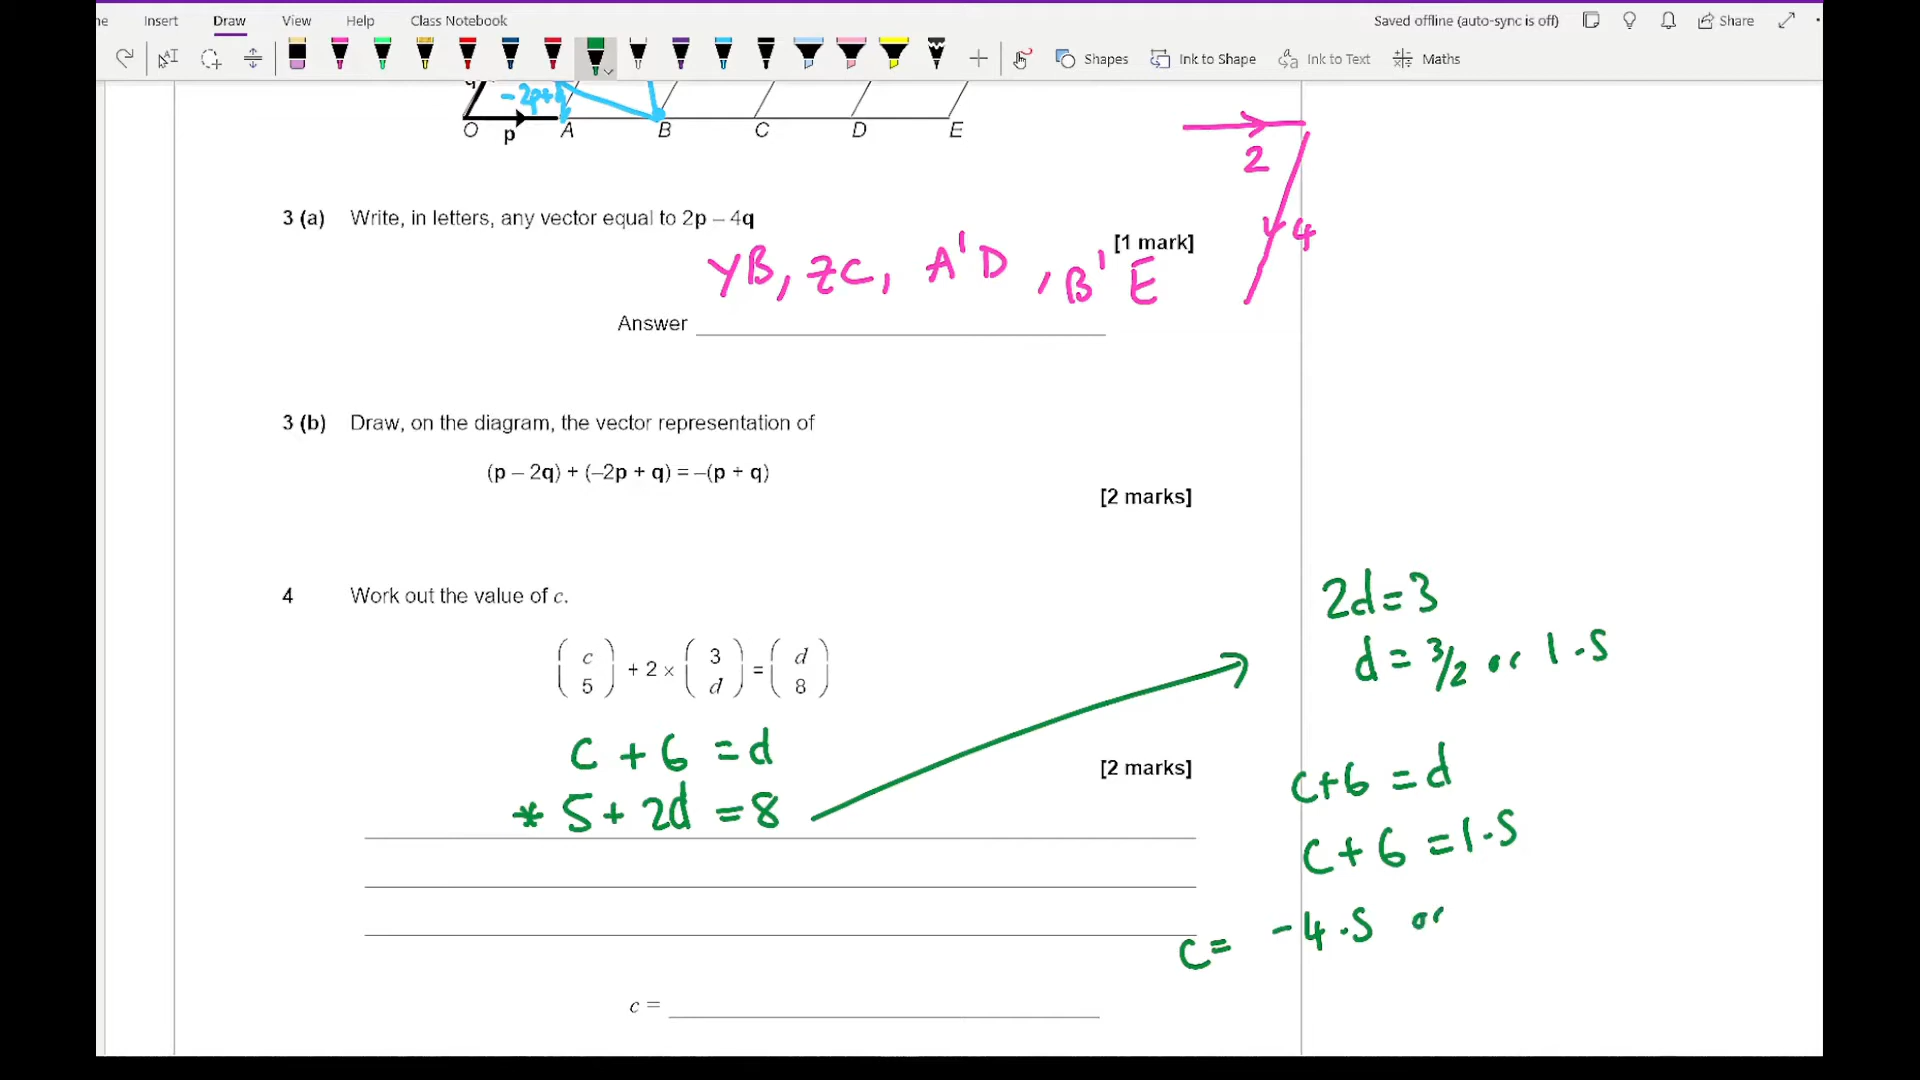 Insert Draw View Help Class Notebook Saved offline (auto-sync is off) Share
Shapes Ink to Shape Ink to Text Maths
-2p+q
O p A B C D E
2
4
3 (a) Write, in letters, any vector equal to 2p – 4q
[1 mark]
YB, ZC, A'D, B'E
Answer
3 (b) Draw, on the diagram, the vector representation of
(p – 2q) + (–2p + q) = –(p + q)
[2 marks]
4 Work out the value of c.
( c 5 ) + 2 × ( 3 d ) = ( d 8 )
c + 6 = d
[2 marks]
* 5 + 2d = 8
2d = 3
d = 3/2 or 1.5
c+6 = d
c + 6 = 1.5
c = -4.5 or
c =